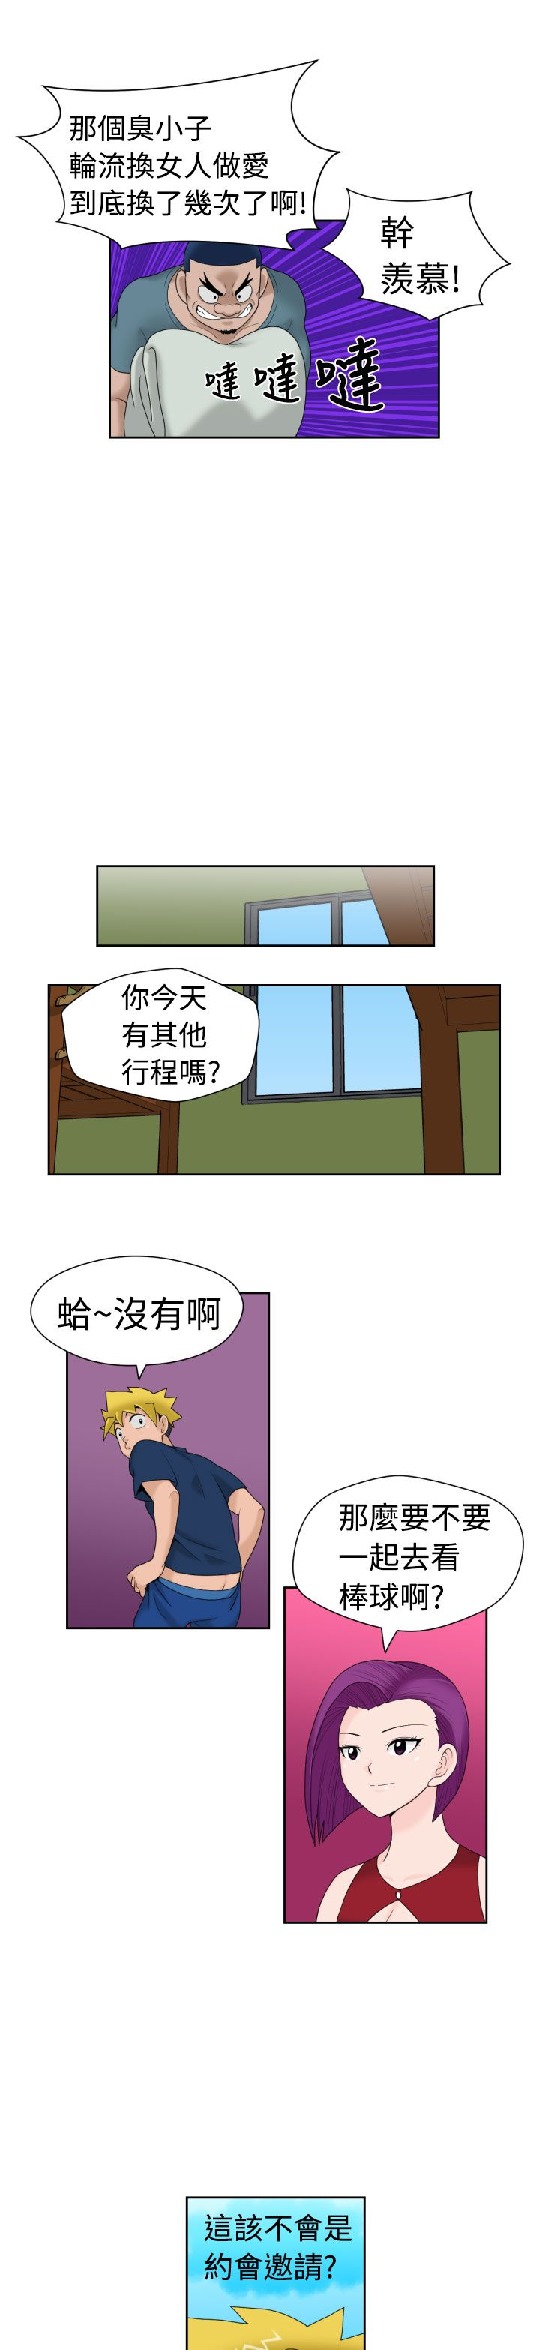 那個臭小子
輪流換女人做愛
到底換了幾次了啊!
幹
羨慕!
噠噠噠
你今天
有其他
行程嗎?
蛤~沒有啊
那麼要不要
一起去看
棒球啊?
這該不會是
約會邀請?